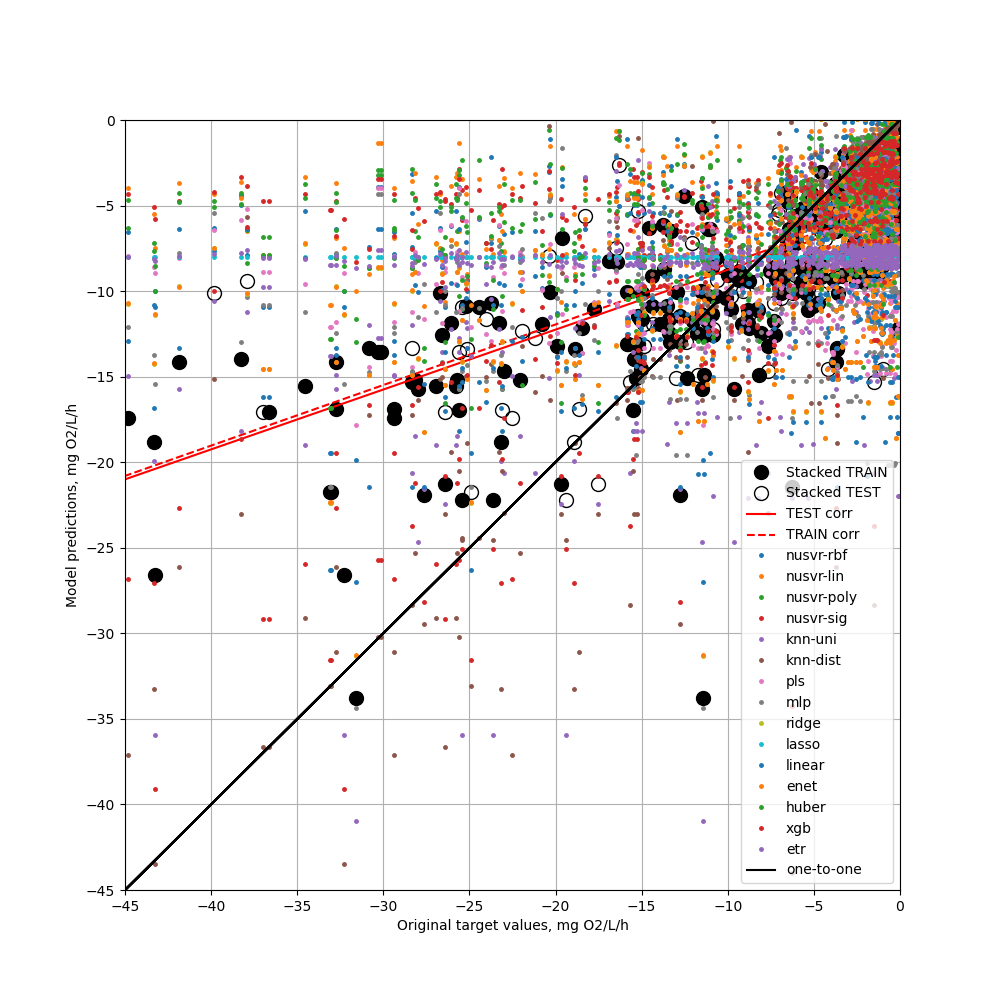 0
−5
−10
−15
−20
−25
−30
−35
−40
−45
Model predictions, mg O2/L/h
−45 −40 −35 −30 −25 −20 −15 −10 −5 0
Original target values, mg O2/L/h
Stacked TRAIN
Stacked TEST
TEST corr
TRAIN corr
nusvr-rbf
nusvr-lin
nusvr-poly
nusvr-sig
knn-uni
knn-dist
pls
mlp
ridge
lasso
linear
enet
huber
xgb
etr
one-to-one